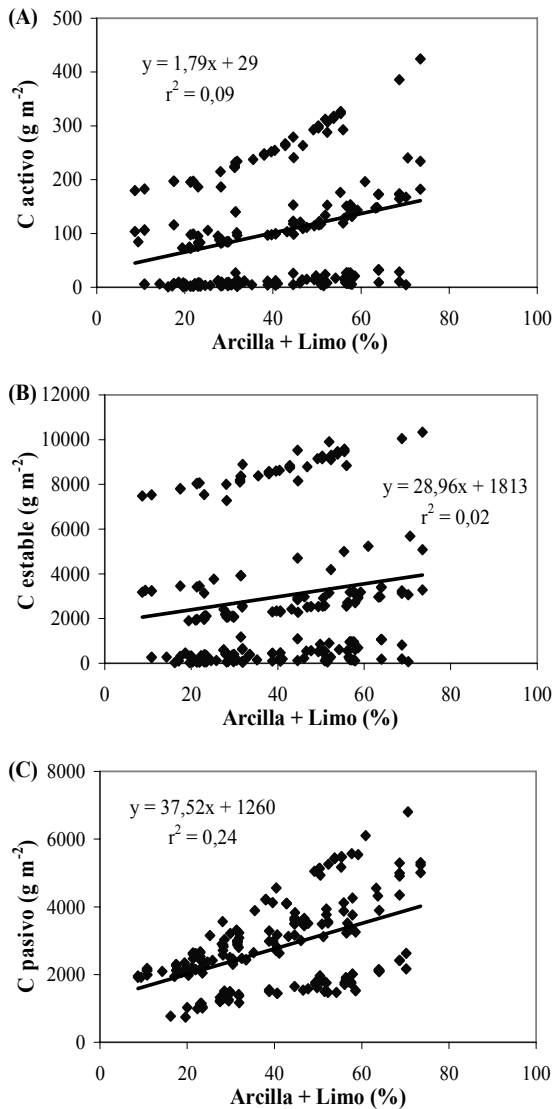 (A)
500
400
300
200
100
0
C activo (g m-2)
y = 1,79x + 29
r2 = 0,09
0 20 40 60 80 100
Arcilla + Limo (%)
(B)
12000
10000
8000
6000
4000
2000
0
C estable (g m-2)
y = 28,96x + 1813
r2 = 0,02
0 20 40 60 80 100
Arcilla + Limo (%)
(C)
8000
6000
4000
2000
0
C pasivo (g m-2)
y = 37,52x + 1260
r2 = 0,24
0 20 40 60 80 100
Arcilla + Limo (%)